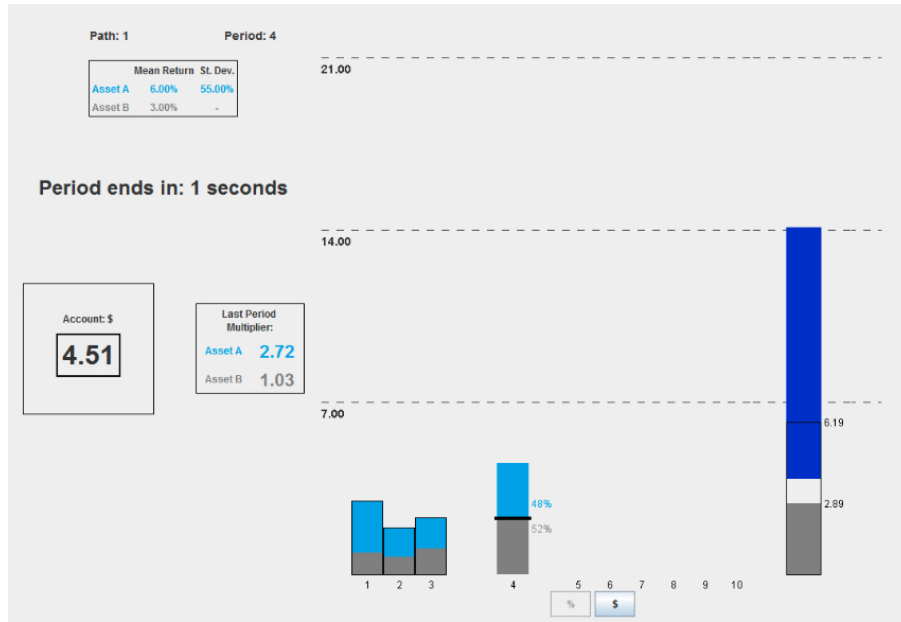 Path: 1 Period: 4
Mean Return St. Dev.
Asset A 6.00% 55.00%
Asset B 3.00% -
21.00
Period ends in: 1 seconds
14.00
Account: $
4.51
Last Period
Multiplier:
Asset A 2.72
Asset B 1.03
7.00
6.19
2.89
48%
52%
1 2 3 4 5 6 7 8 9 10
% $